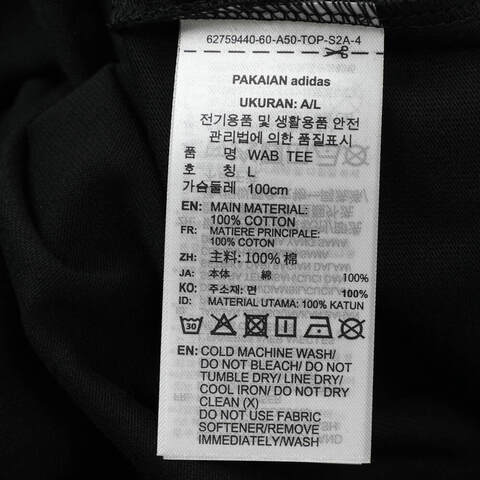 62759440-60-A50-TOP-S2A-4
PAKAIAN adidas
UKURAN: A/L
전기용품 및 생활용품 안전
관리법에 의한 품질표시
품 명 WAB TEE
호 칭 L
가슴둘레 100cm
EN: MAIN MATERIAL:
100% COTTON
FR: MATIERE PRINCIPALE:
100% COTON
ZH: 主料: 100% 棉
JA: 本体 綿 100%
KO: 주소재: 면 100%
ID: MATERIAL UTAMA: 100% KATUN
30
EN: COLD MACHINE WASH/
DO NOT BLEACH/ DO NOT
TUMBLE DRY/ LINE DRY/
COOL IRON/ DO NOT DRY
CLEAN (X)
DO NOT USE FABRIC
SOFTENER/REMOVE
IMMEDIATELY/WASH